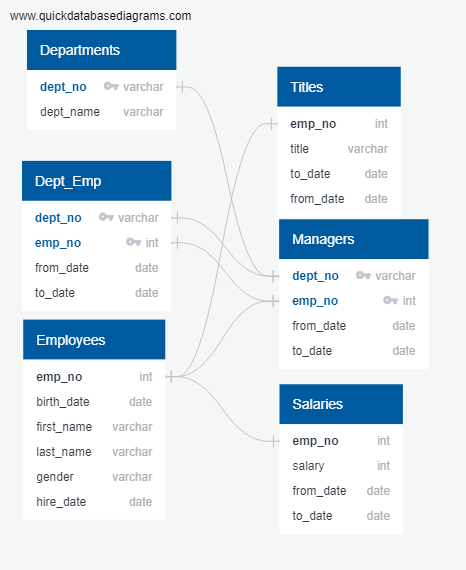 www.quickdatabasediagrams.com
Departments
dept_no varchar
dept_name varchar
Dept_Emp
dept_no varchar
emp_no int
from_date date
to_date date
Employees
emp_no int
birth_date date
first_name varchar
last_name varchar
gender varchar
hire_date date
Titles
emp_no int
title varchar
to_date date
from_date date
Managers
dept_no varchar
emp_no int
from_date date
to_date date
Salaries
emp_no int
salary int
from_date date
to_date date